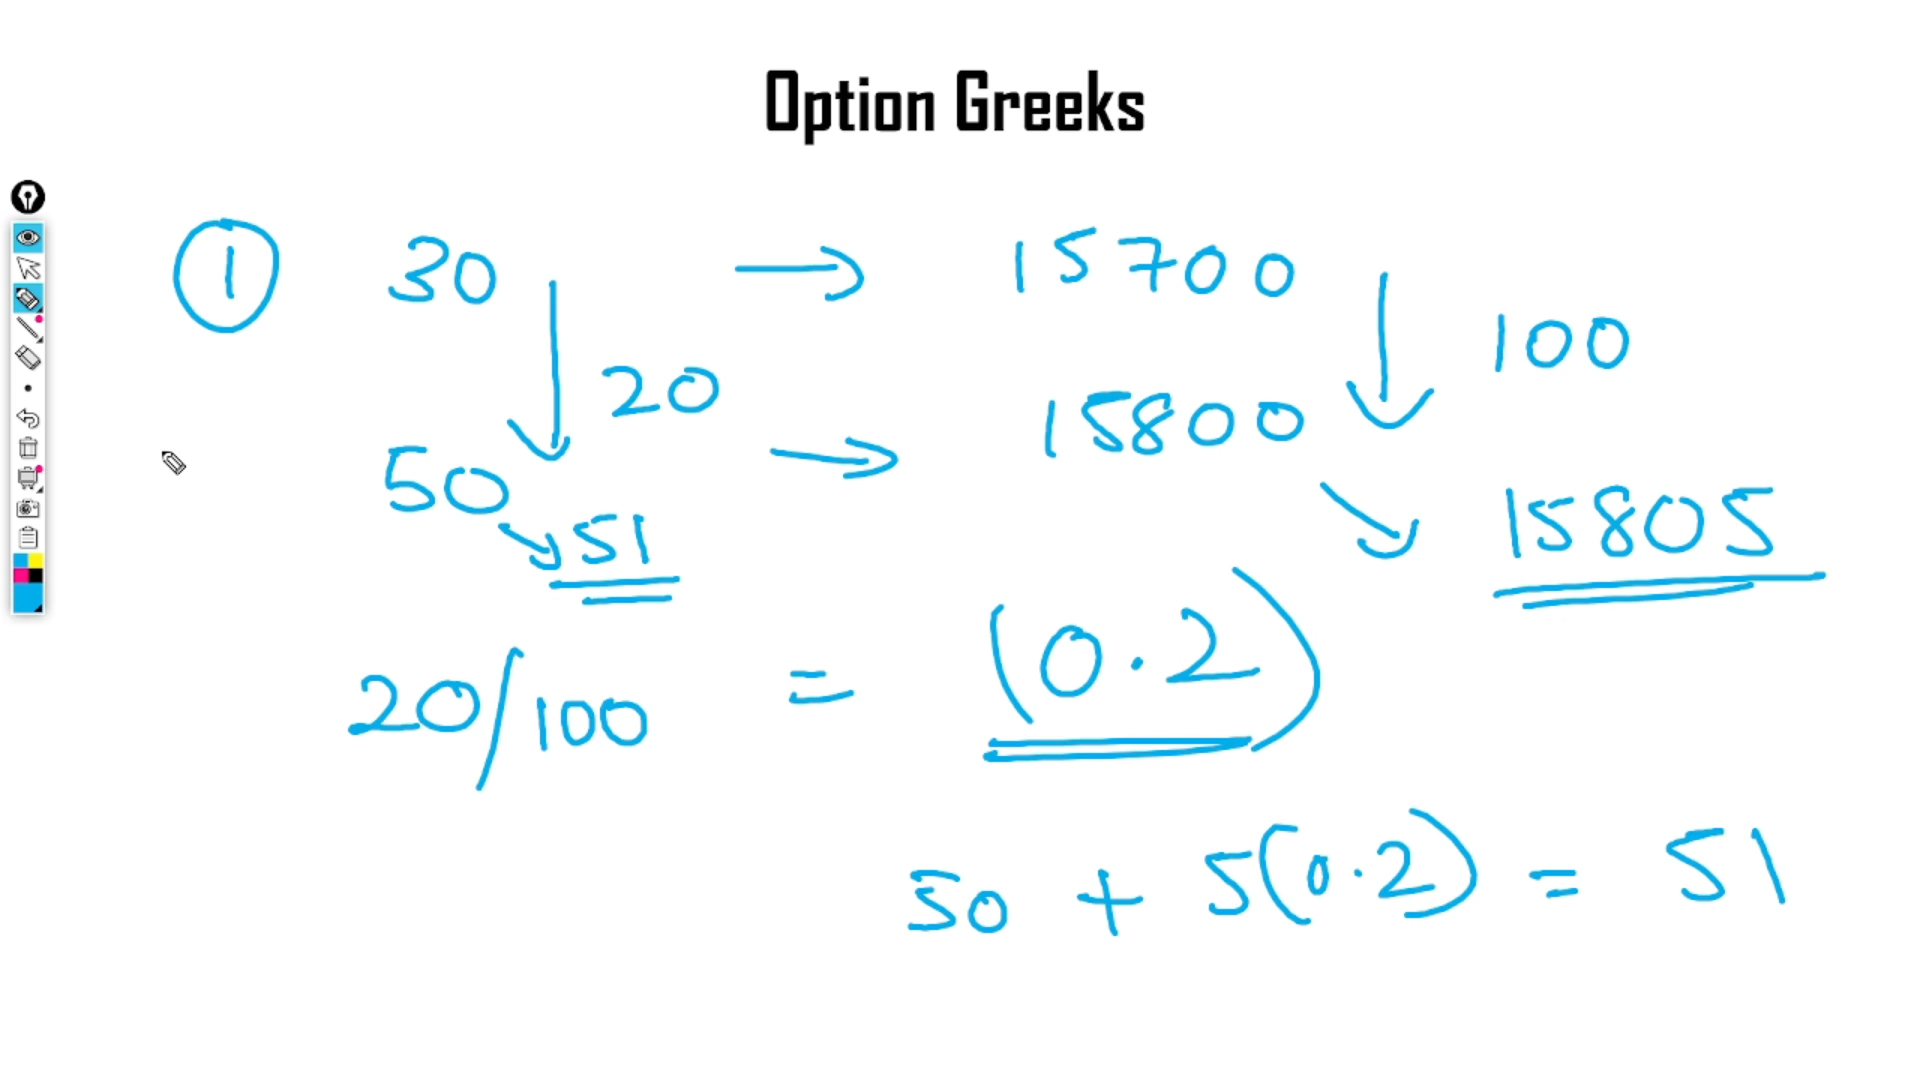 Option Greeks
① 30 → 15700
20 100
50 → 15800
51 15805
20/100 = (0.2)
50 + 5(0.2) = 51